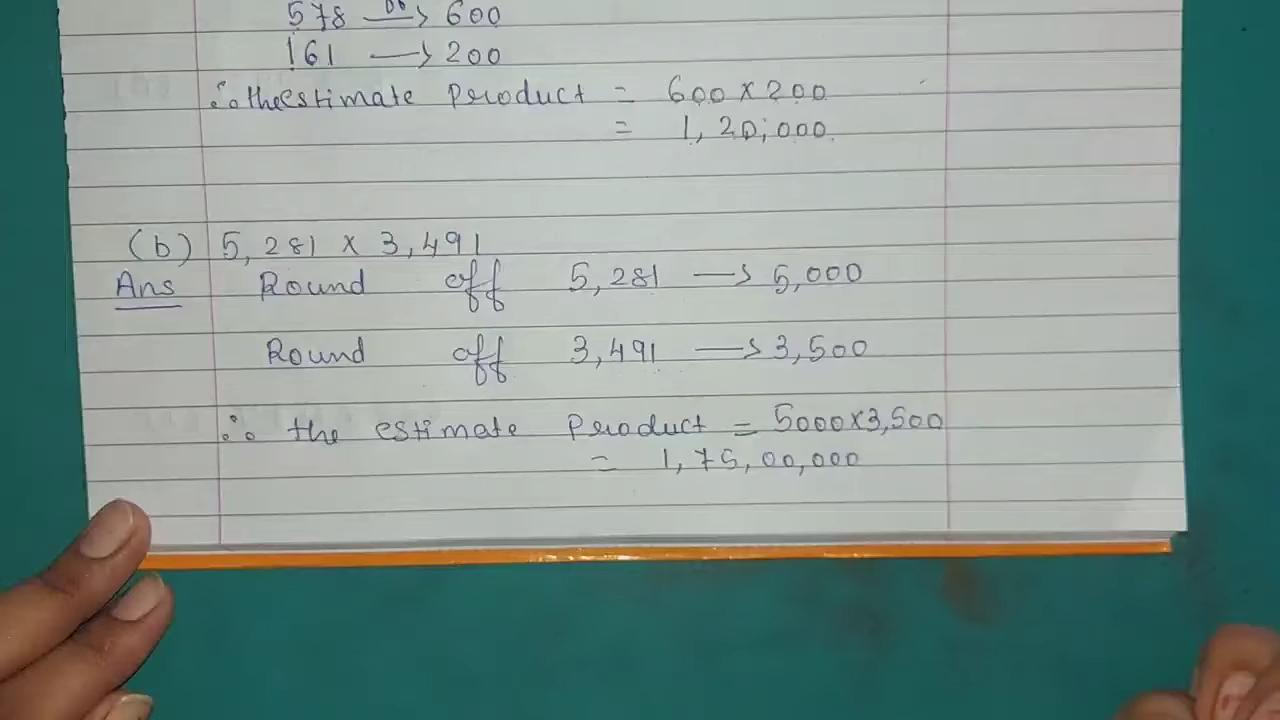 578 → 600
161 → 200
∴ the estimate Product = 600 × 200
= 1,20,000.
(b) 5,281 × 3,491
Ans Round off 5,281 → 5,000
Round off 3,491 → 3,500
∴ the estimate Product = 5000×3,500
= 1,75,00,000